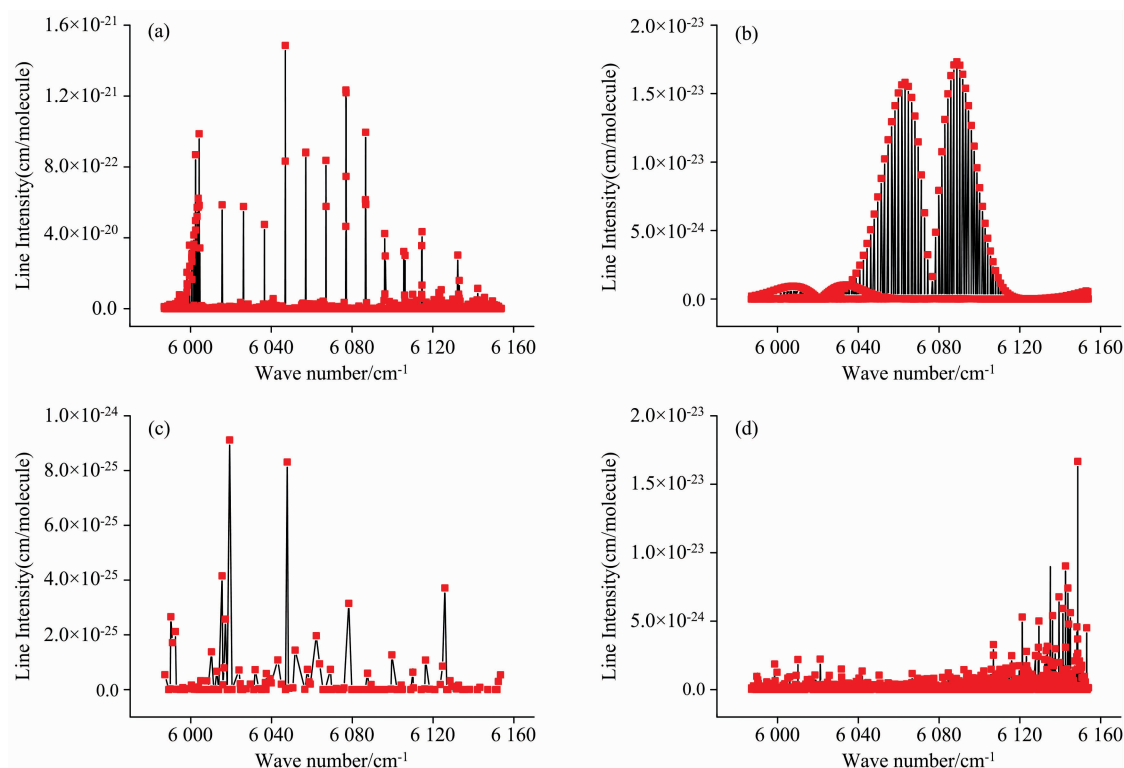 (a)
Line Intensity(cm/molecule)
1.6×10⁻²¹
1.2×10⁻²¹
8.0×10⁻²²
4.0×10⁻²⁰
0.0
6 000 6 040 6 080 6 120 6 160
Wave number/cm⁻¹
(b)
Line Intensity(cm/molecule)
2.0×10⁻²³
1.5×10⁻²³
1.0×10⁻²³
5.0×10⁻²⁴
0.0
6 000 6 040 6 080 6 120 6 160
Wave number/cm⁻¹
(c)
Line Intensity(cm/molecule)
1.0×10⁻²⁴
8.0×10⁻²⁵
6.0×10⁻²⁵
4.0×10⁻²⁵
2.0×10⁻²⁵
0.0
6 000 6 040 6 080 6 120 6 160
Wave number/cm⁻¹
(d)
Line Intensity(cm/molecule)
2.0×10⁻²³
1.5×10⁻²³
1.0×10⁻²³
5.0×10⁻²⁴
0.0
6 000 6 040 6 080 6 120 6 160
Wave number/cm⁻¹